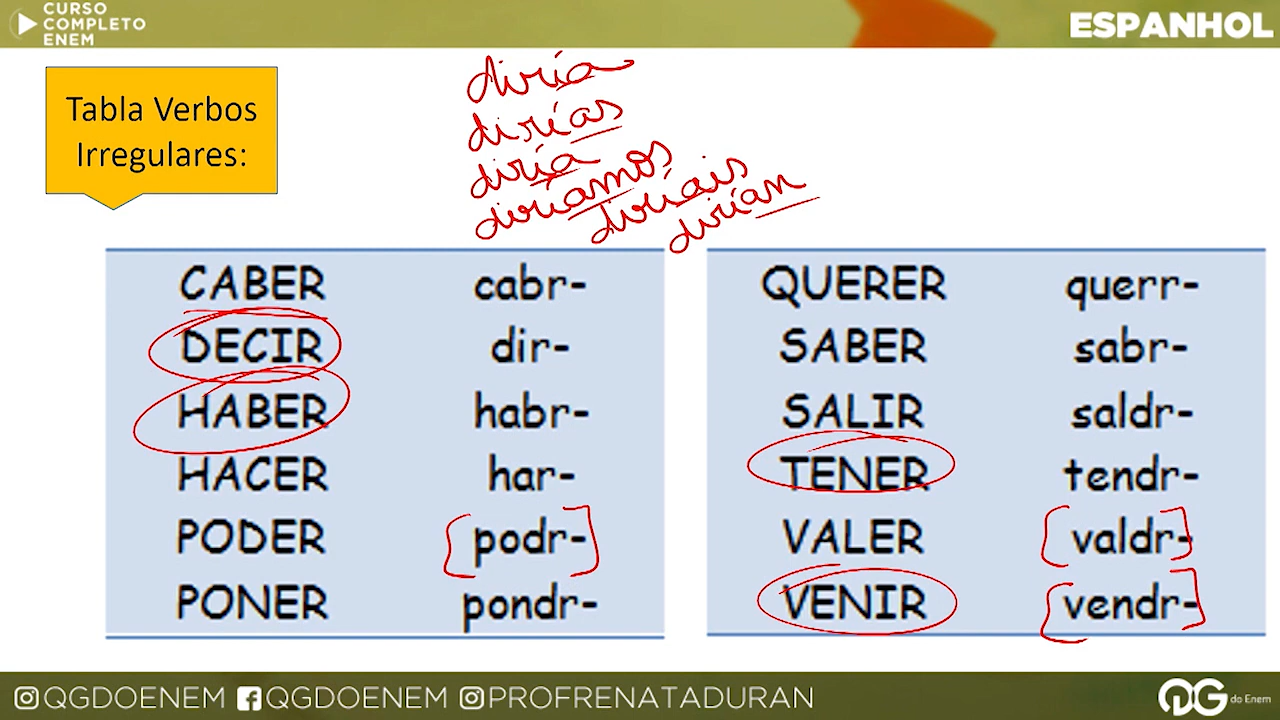 CURSO
COMPLETO
ENEM
ESPANHOL
Tabla Verbos
Irregulares:
diría
dirías
diría
diríamos
diríais
dirían
CABER cabr-
DECIR dir-
HABER habr-
HACER har-
PODER podr-
PONER pondr-
QUERER querr-
SABER sabr-
SALIR saldr-
TENER tendr-
VALER valdr-
VENIR vendr-
@QGDOENEM QGDOENEM @PROFRENATADURAN
QG do Enem